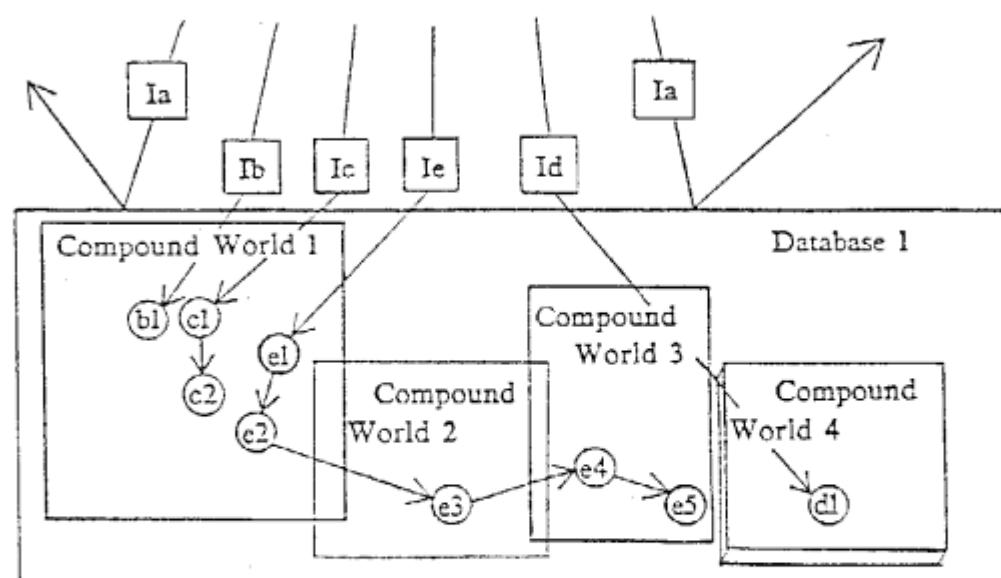 Ia
Ia
Ib
Ic
Ie
Id
Compound World 1
Database 1
b1
c1
e1
c2
e2
Compound
World 2
e3
Compound
World 3
e4
e5
Compound
World 4
d1